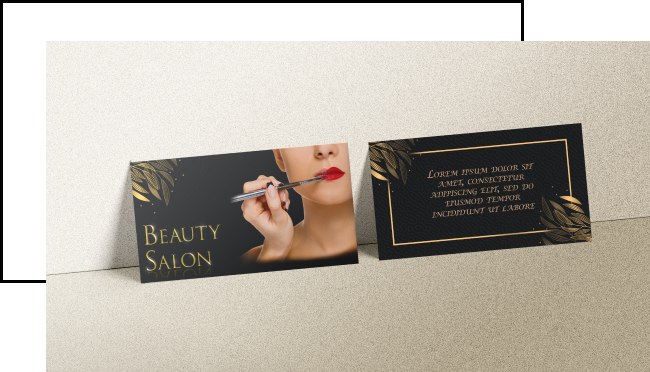 Beauty
Salon
Lorem ipsum dolor sit
amet, consectetur
adipiscing elit, sed do
eiusmod tempor
incididunt ut labore